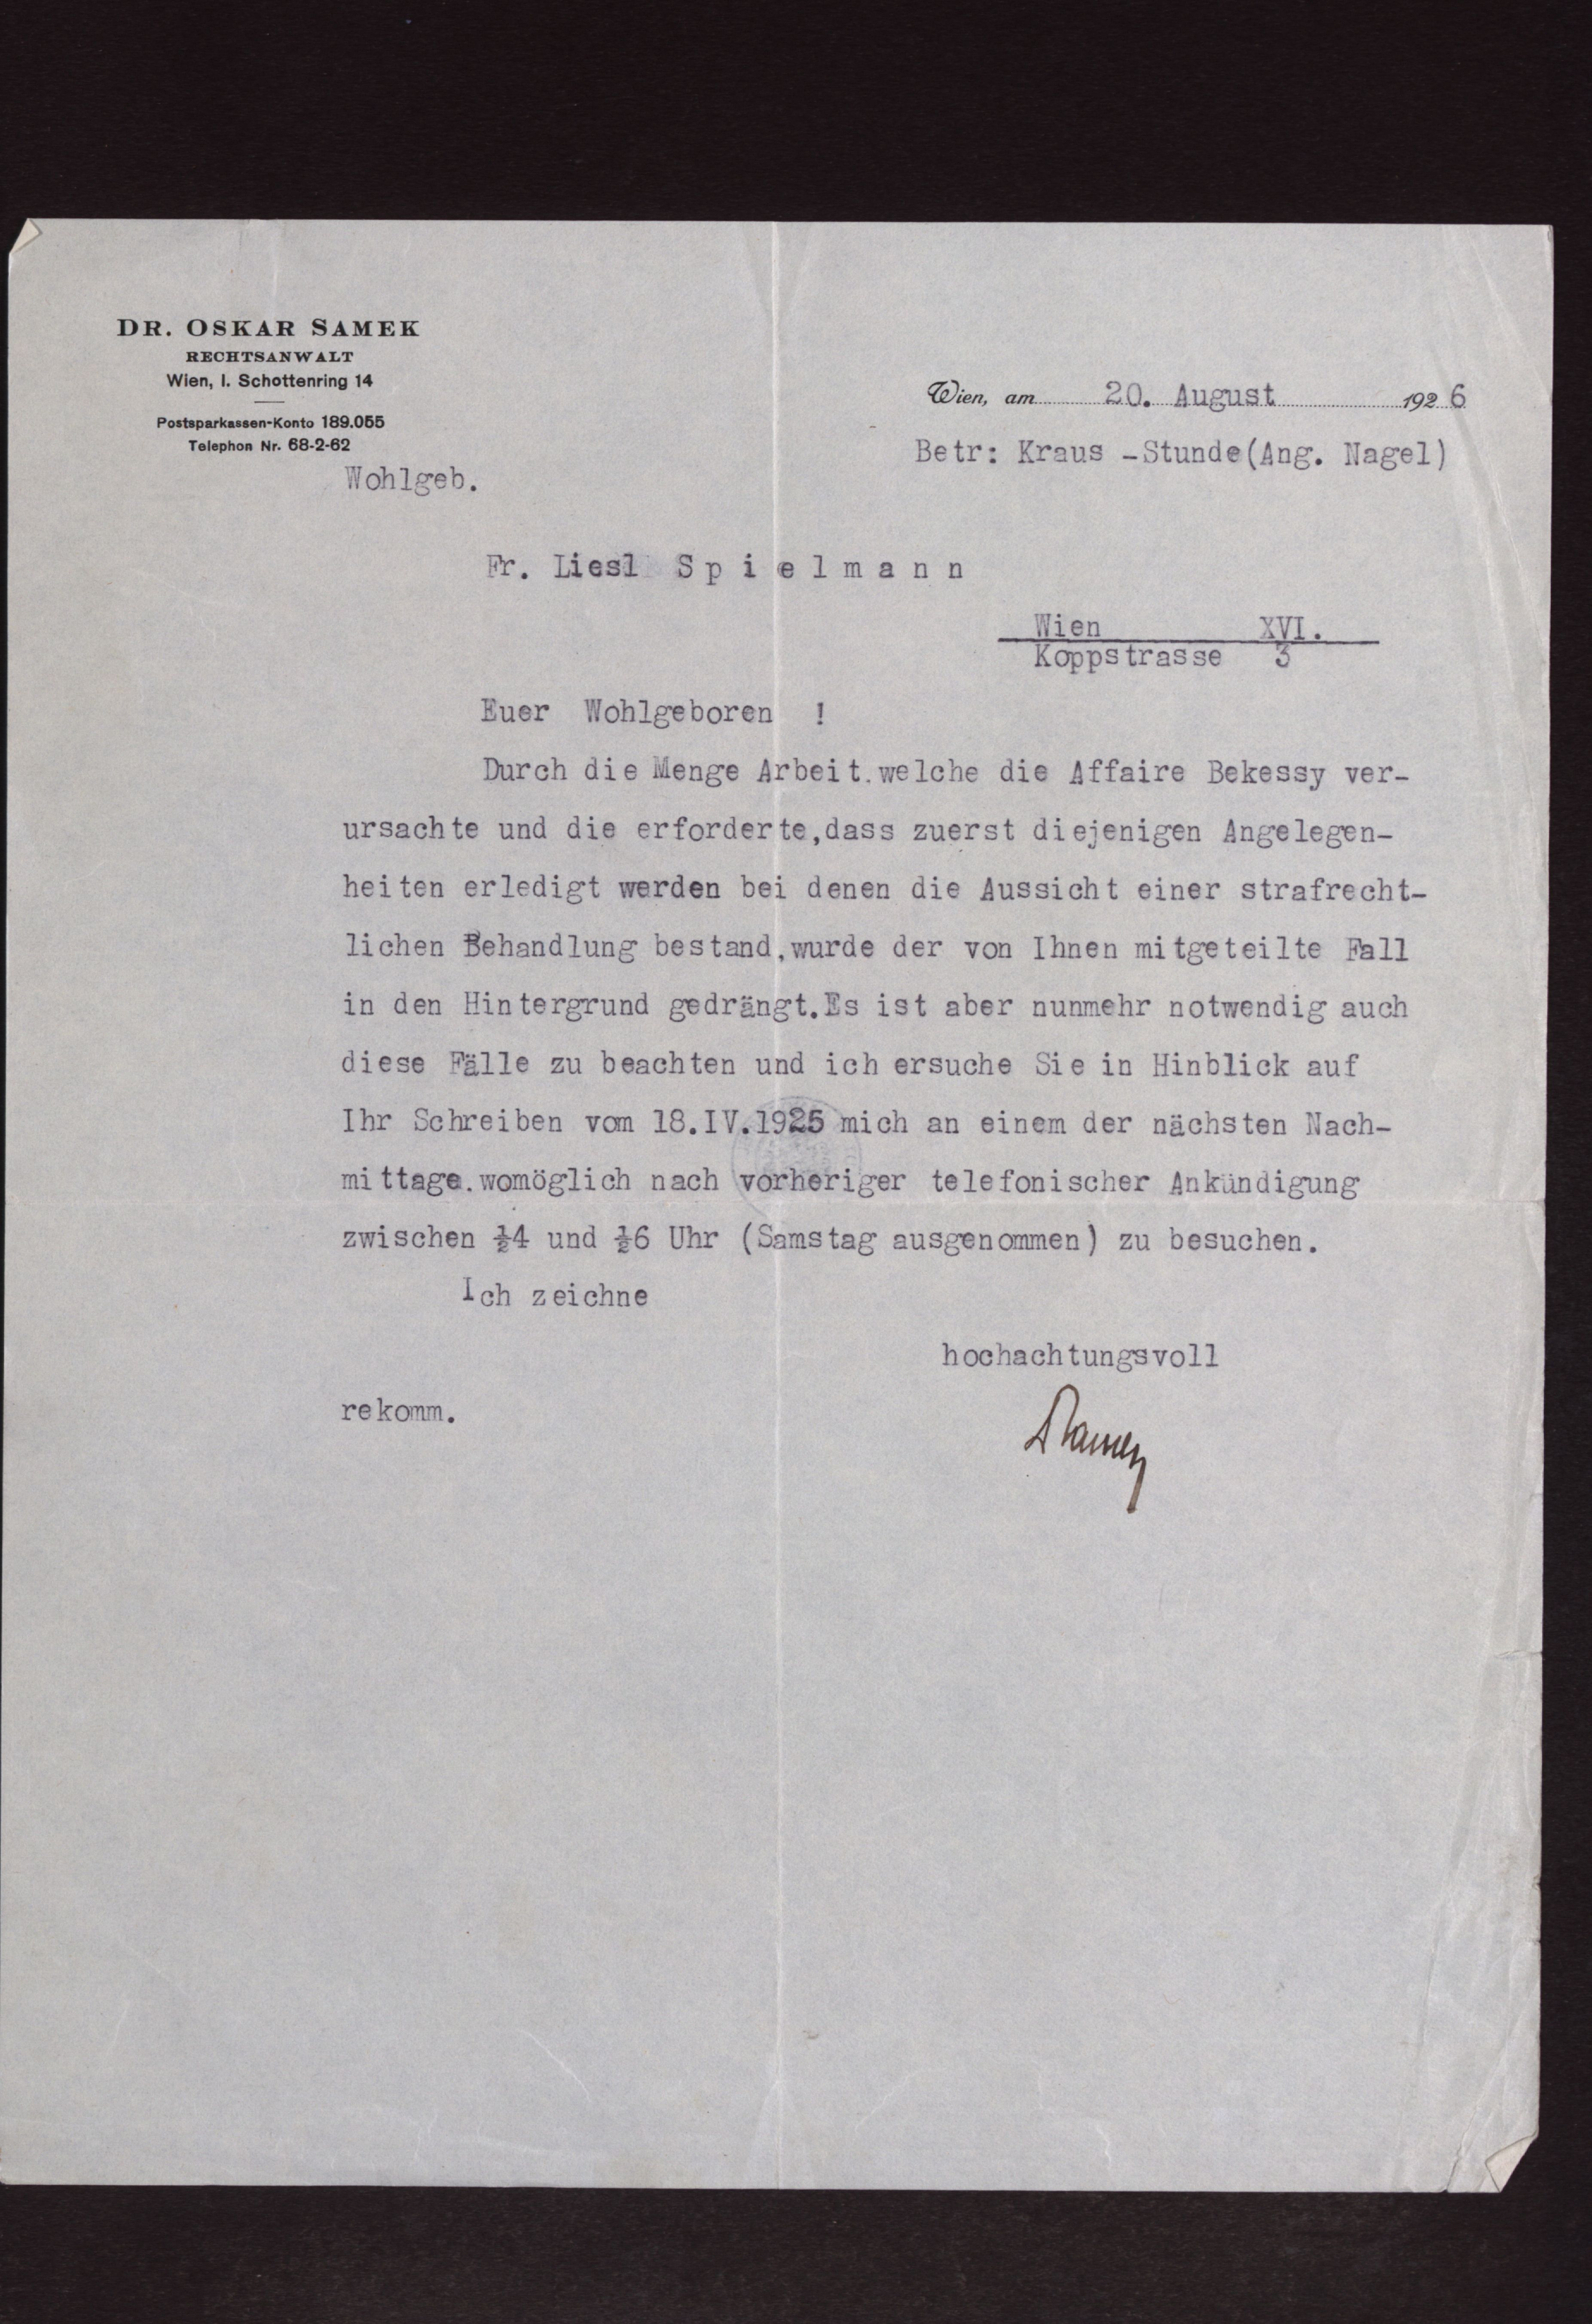 DR. OSKAR SAMEK
RECHTSANWALT
Wien, I. Schottenring 14
Postsparkassen-Konto 189.055
Telephon Nr. 68-2-62
Wien, am 20. August 1926
Betr: Kraus -Stunde(Ang. Nagel)
Wohlgeb.
Fr. Liesl S p i e l m a n n
Wien XVI.
Koppstrasse 3
Euer Wohlgeboren !
Durch die Menge Arbeit,welche die Affaire Bekessy ver-
ursachte und die erforderte,dass zuerst diejenigen Angelegen-
heiten erledigt werden bei denen die Aussicht einer strafrecht-
lichen Behandlung bestand,wurde der von Ihnen mitgeteilte Fall
in den Hintergrund gedrängt.Es ist aber nunmehr notwendig auch
diese Fälle zu beachten und ich ersuche Sie in Hinblick auf
Ihr Schreiben vom 18.IV.1925 mich an einem der nächsten Nach-
mittage,womöglich nach vorheriger telefonischer Ankündigung
zwischen ½4 und ½6 Uhr (Samstag ausgenommen) zu besuchen.
Ich zeichne
hochachtungsvoll
rekomm.
Samek